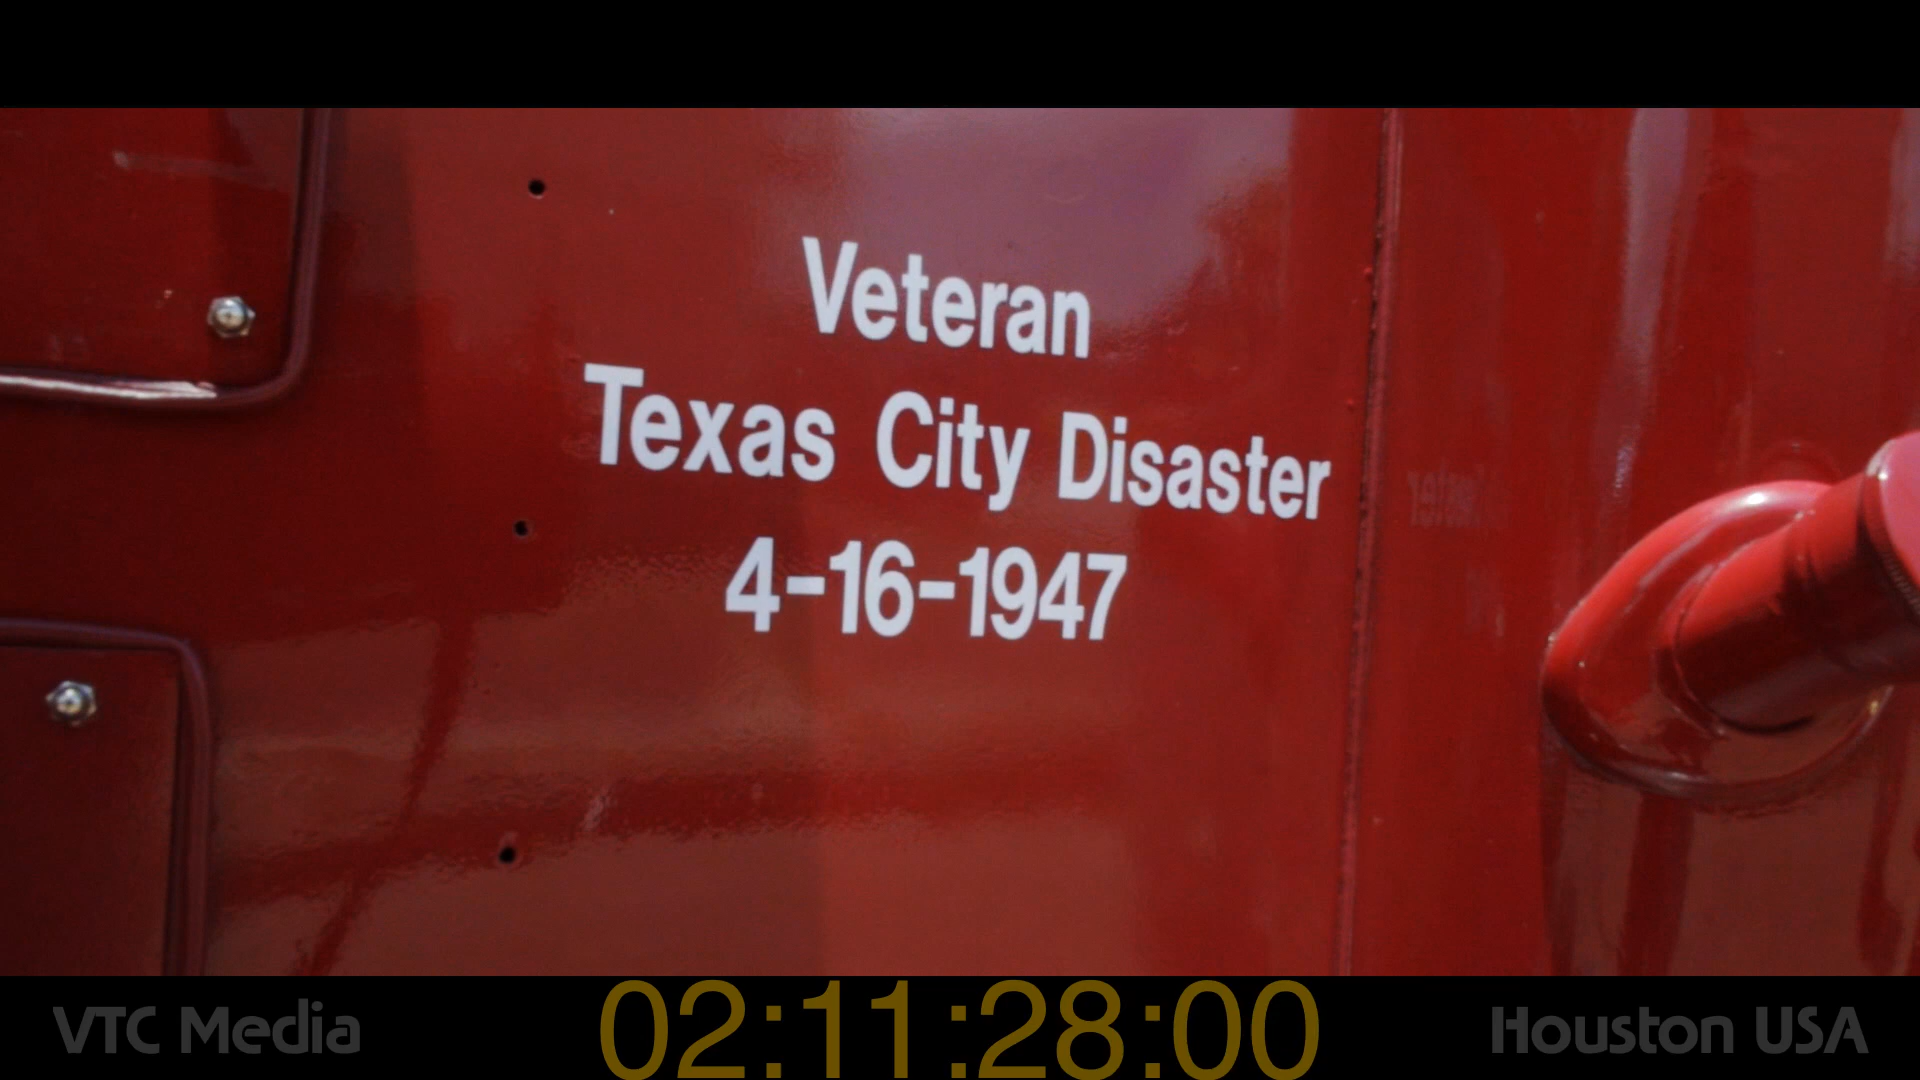 Veteran
Texas City Disaster
4-16-1947
VTC Media
02:11:28:00
Houston USA